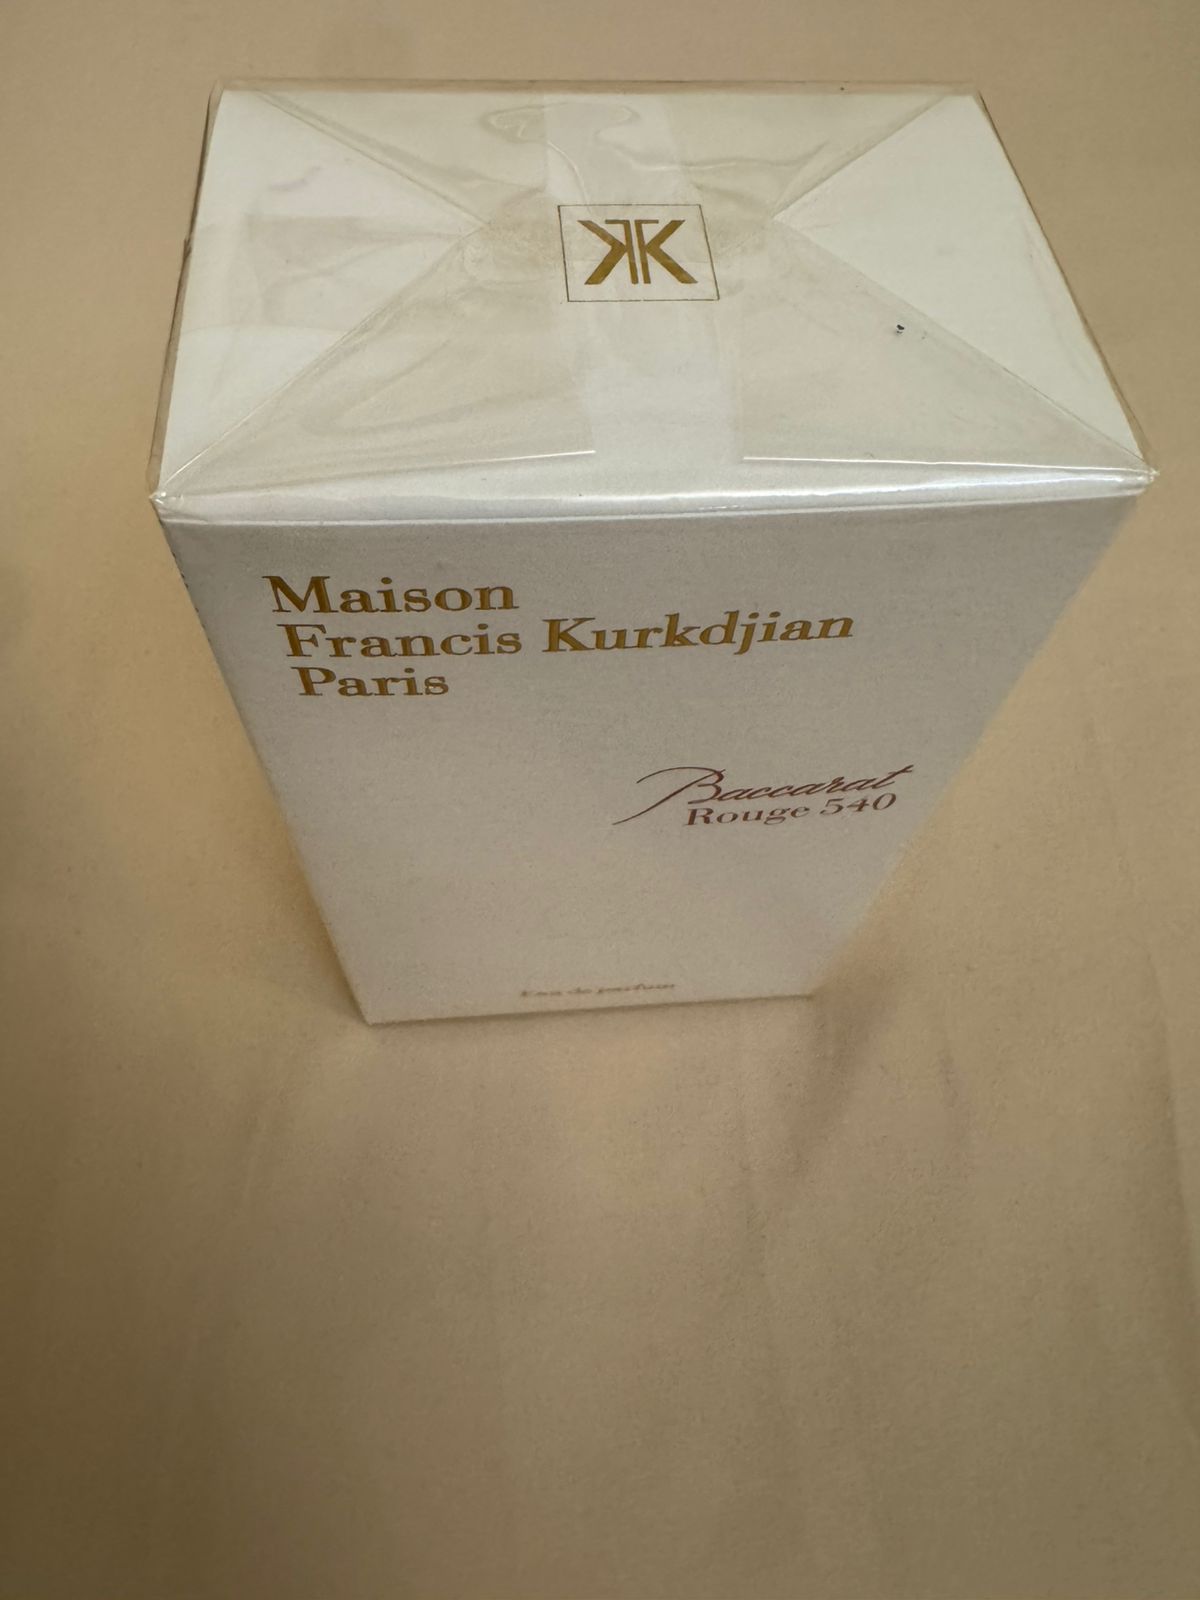 Maison
Francis Kurkdjian
Paris
Baccarat
Rouge 540
Eau de parfum